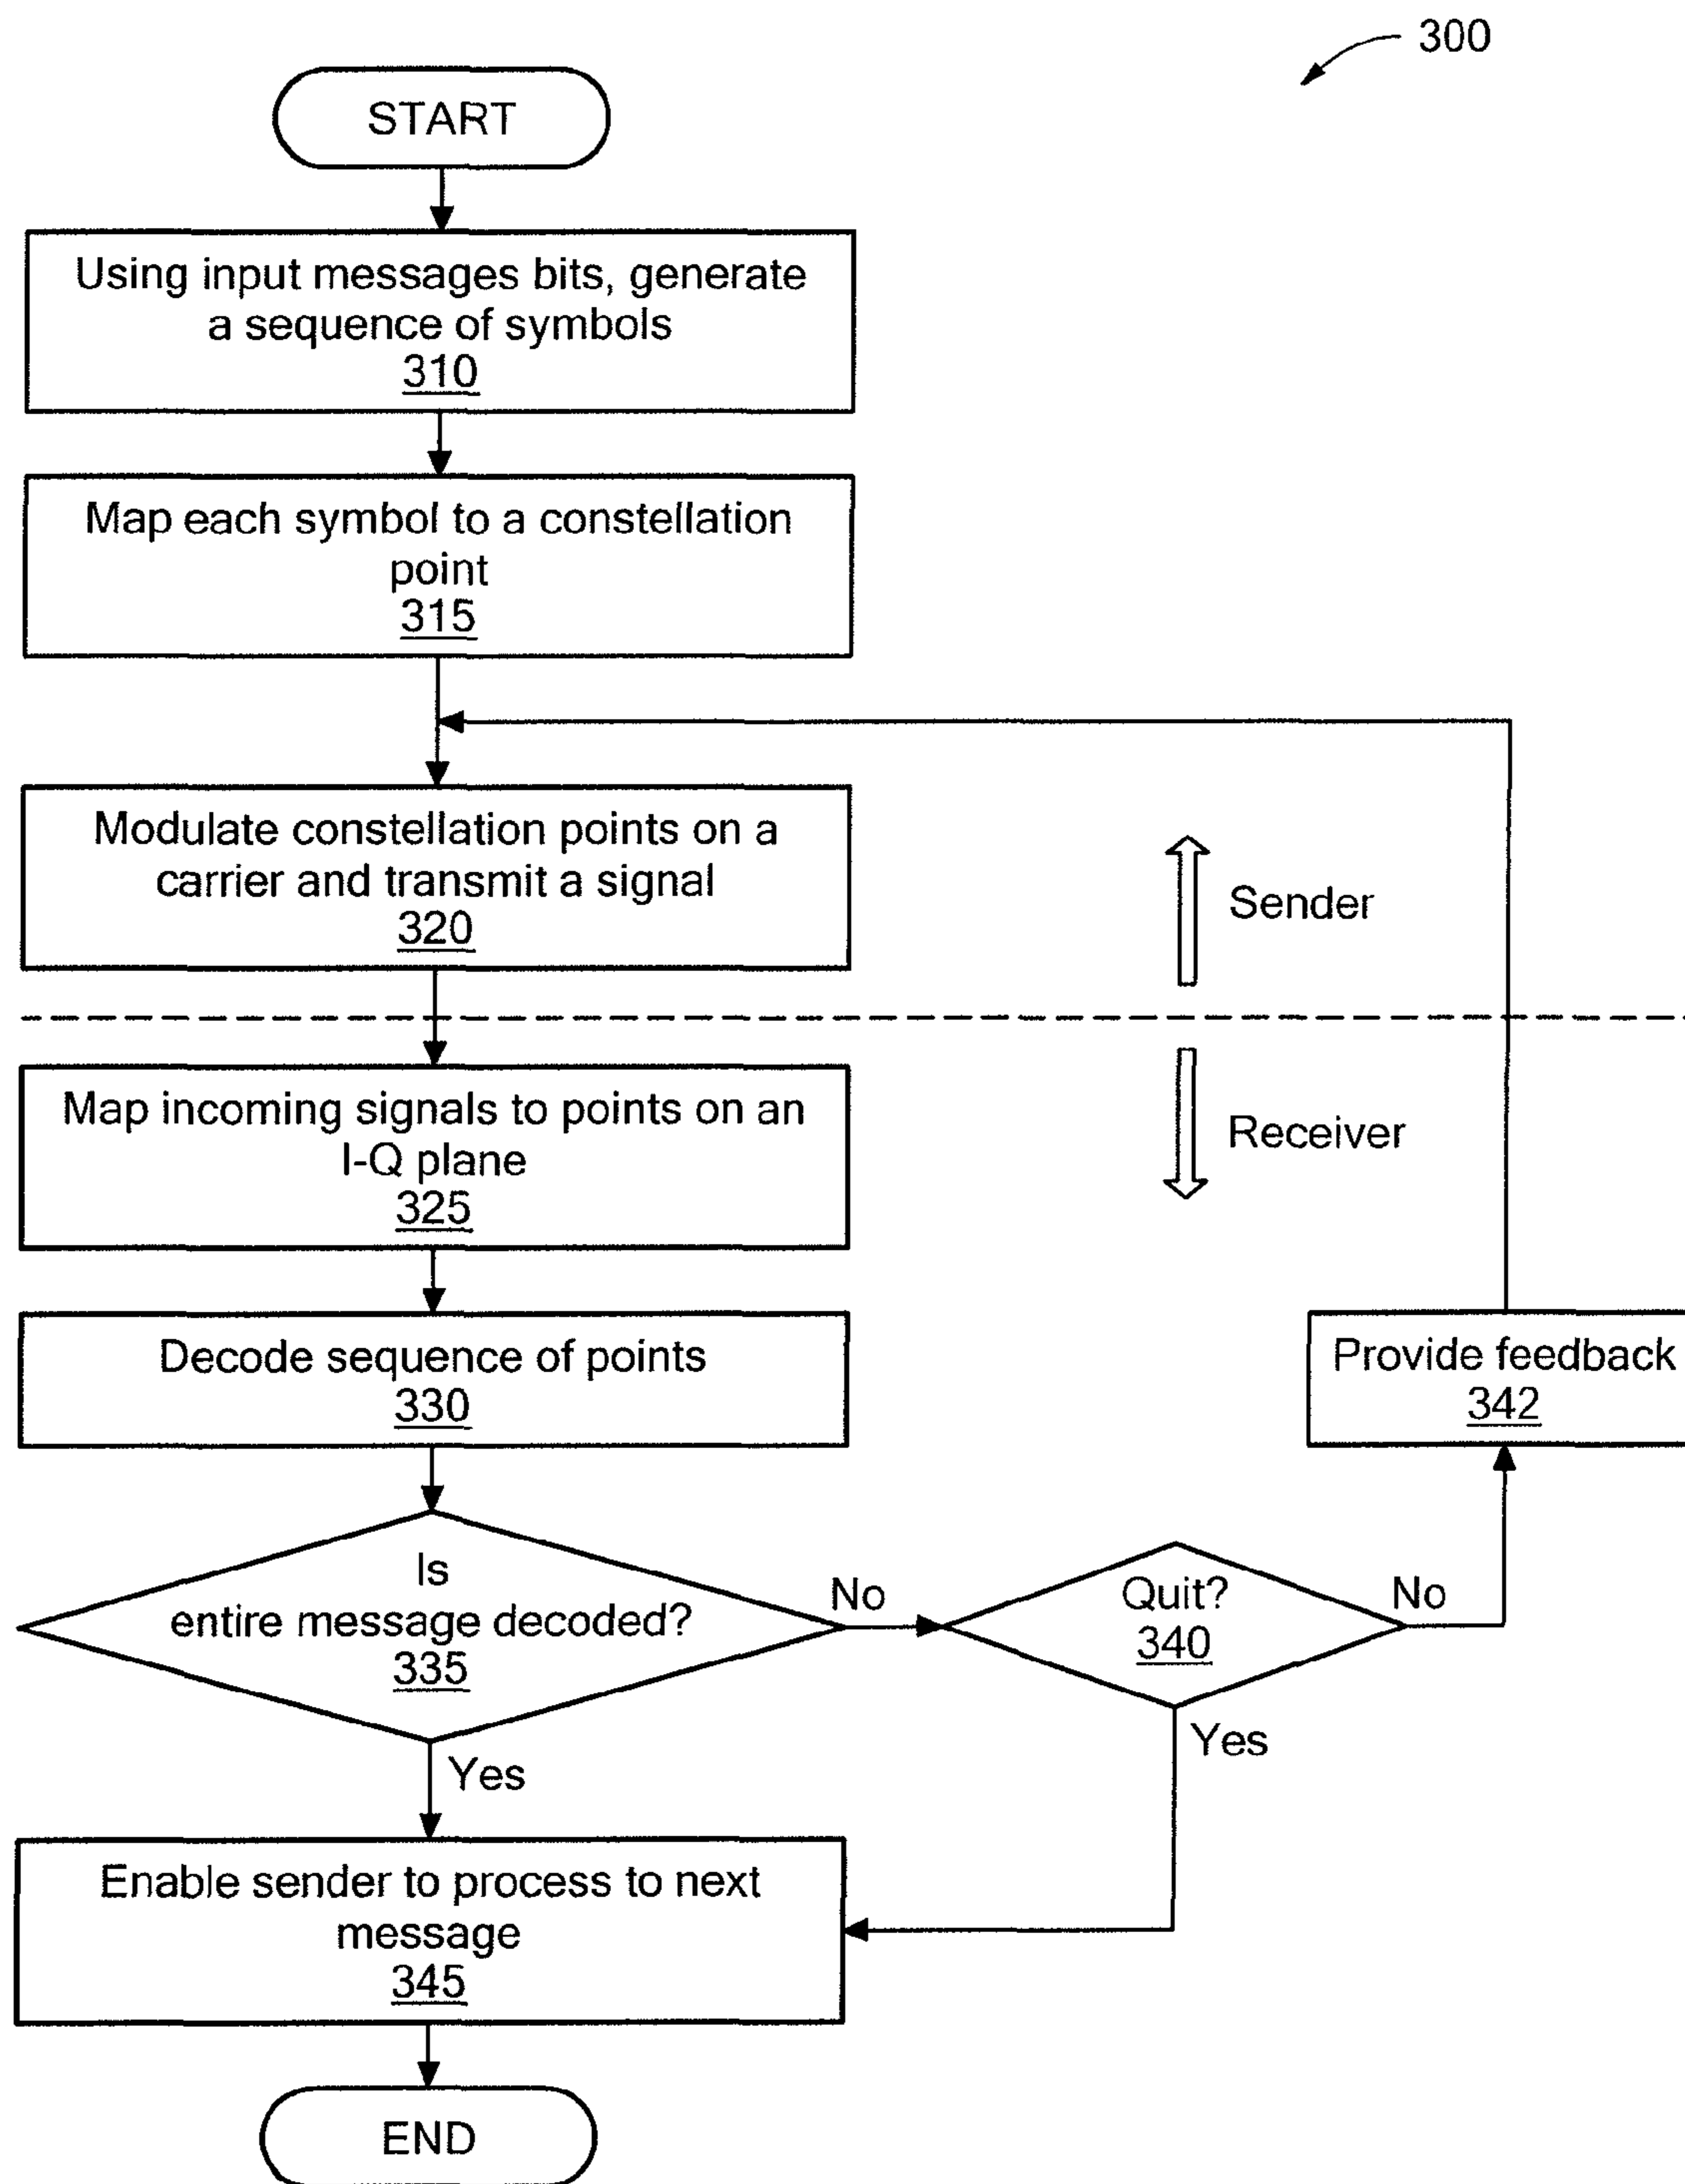 300
START
Using input messages bits, generate
a sequence of symbols
310
Map each symbol to a constellation
point
315
Modulate constellation points on a
carrier and transmit a signal
320
Sender
Map incoming signals to points on an
I-Q plane
325
Receiver
Decode sequence of points
330
Provide feedback
342
Is
entire message decoded?
335
No
Quit?
340
No
Yes
Yes
Enable sender to process to next
message
345
END